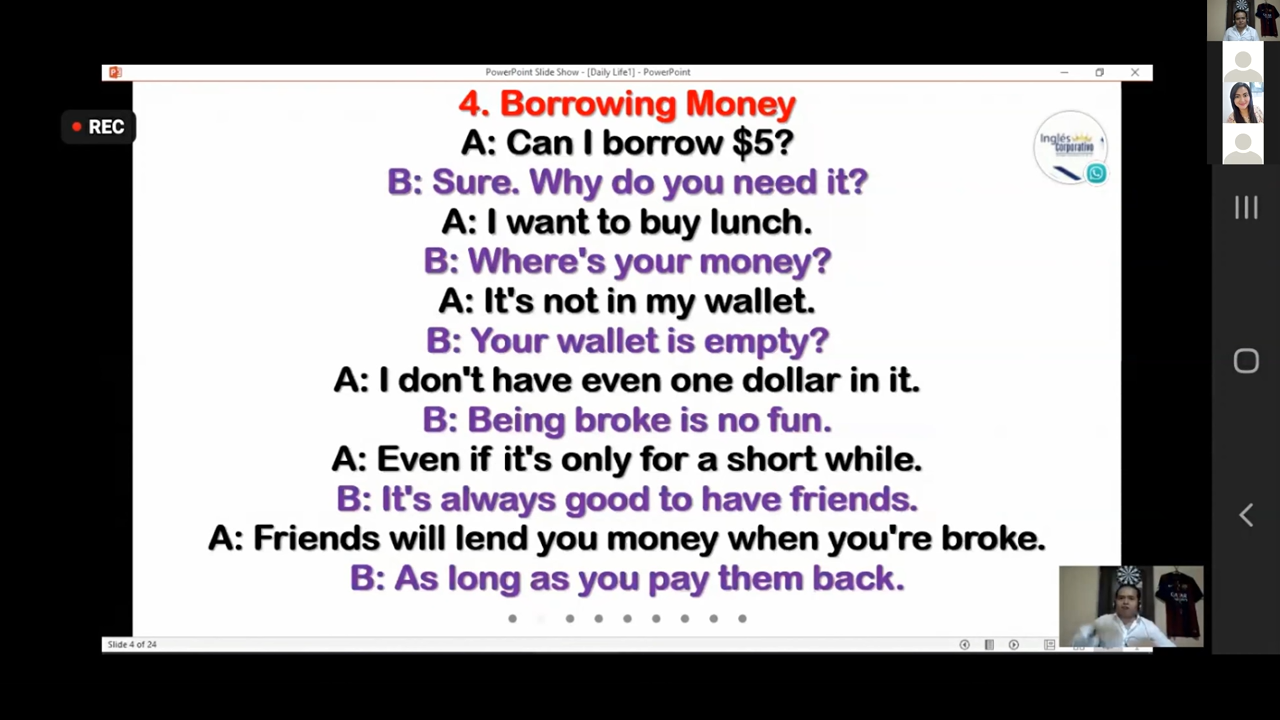 PowerPoint Slide Show - [Daily Life1] - PowerPoint
REC
4. Borrowing Money
A: Can I borrow $5?
B: Sure. Why do you need it?
A: I want to buy lunch.
B: Where's your money?
A: It's not in my wallet.
B: Your wallet is empty?
A: I don't have even one dollar in it.
B: Being broke is no fun.
A: Even if it's only for a short while.
B: It's always good to have friends.
A: Friends will lend you money when you're broke.
B: As long as you pay them back.
Inglés
Corporativo
Slide 4 of 24